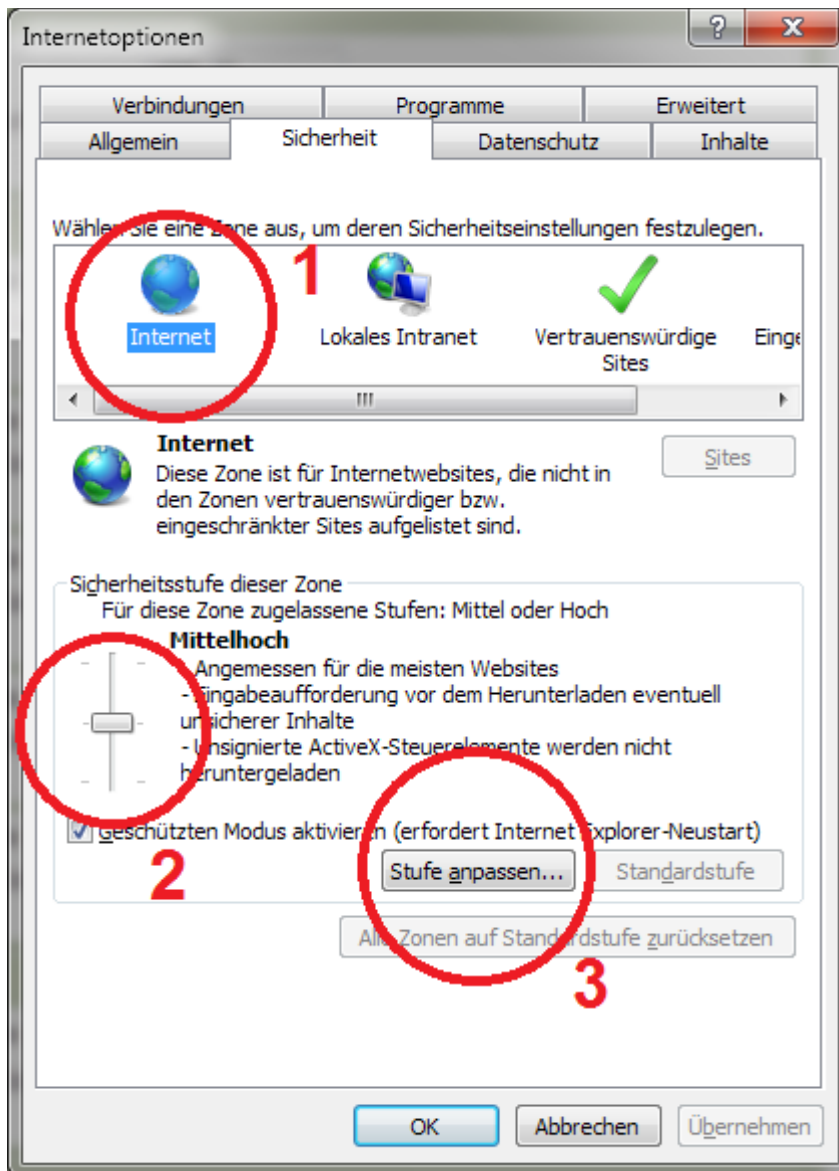 Internetoptionen
Verbindungen Programme Erweitert
Allgemein Sicherheit Datenschutz Inhalte
Wählen Sie eine Zone aus, um deren Sicherheitseinstellungen festzulegen.
1
Internet Lokales Intranet Vertrauenswürdige Einge
Sites
Internet
Sites
Diese Zone ist für Internetwebsites, die nicht in
den Zonen vertrauenswürdiger bzw.
eingeschränkter Sites aufgelistet sind.
Sicherheitsstufe dieser Zone
Für diese Zone zugelassene Stufen: Mittel oder Hoch
Mittelhoch
- Angemessen für die meisten Websites
- Eingabeaufforderung vor dem Herunterladen eventuell
unsicherer Inhalte
- Unsignierte ActiveX-Steuerelemente werden nicht
heruntergeladen
Geschützten Modus aktivieren (erfordert Internet Explorer-Neustart)
2
Stufe anpassen... Standardstufe
Alle Zonen auf Standardstufe zurücksetzen
3
OK Abbrechen Übernehmen